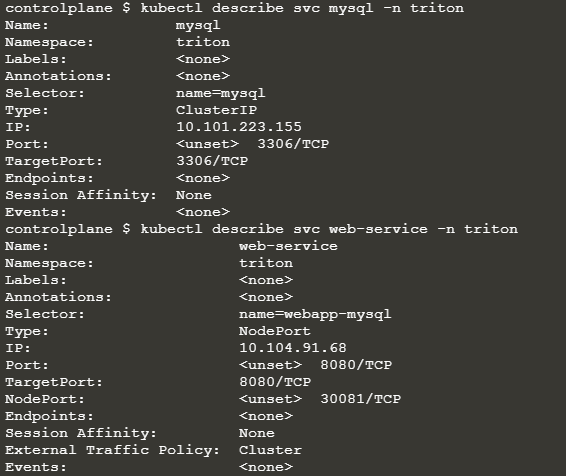 controlplane $ kubectl describe svc mysql -n triton
Name:              mysql
Namespace:         triton
Labels:            <none>
Annotations:       <none>
Selector:          name=mysql
Type:              ClusterIP
IP:                10.101.223.155
Port:              <unset>  3306/TCP
TargetPort:        3306/TCP
Endpoints:         <none>
Session Affinity:  None
Events:            <none>
controlplane $ kubectl describe svc web-service -n triton
Name:                     web-service
Namespace:                triton
Labels:                   <none>
Annotations:              <none>
Selector:                 name=webapp-mysql
Type:                     NodePort
IP:                       10.104.91.68
Port:                     <unset>  8080/TCP
TargetPort:               8080/TCP
NodePort:                 <unset>  30081/TCP
Endpoints:                <none>
Session Affinity:         None
External Traffic Policy:  Cluster
Events:                   <none>